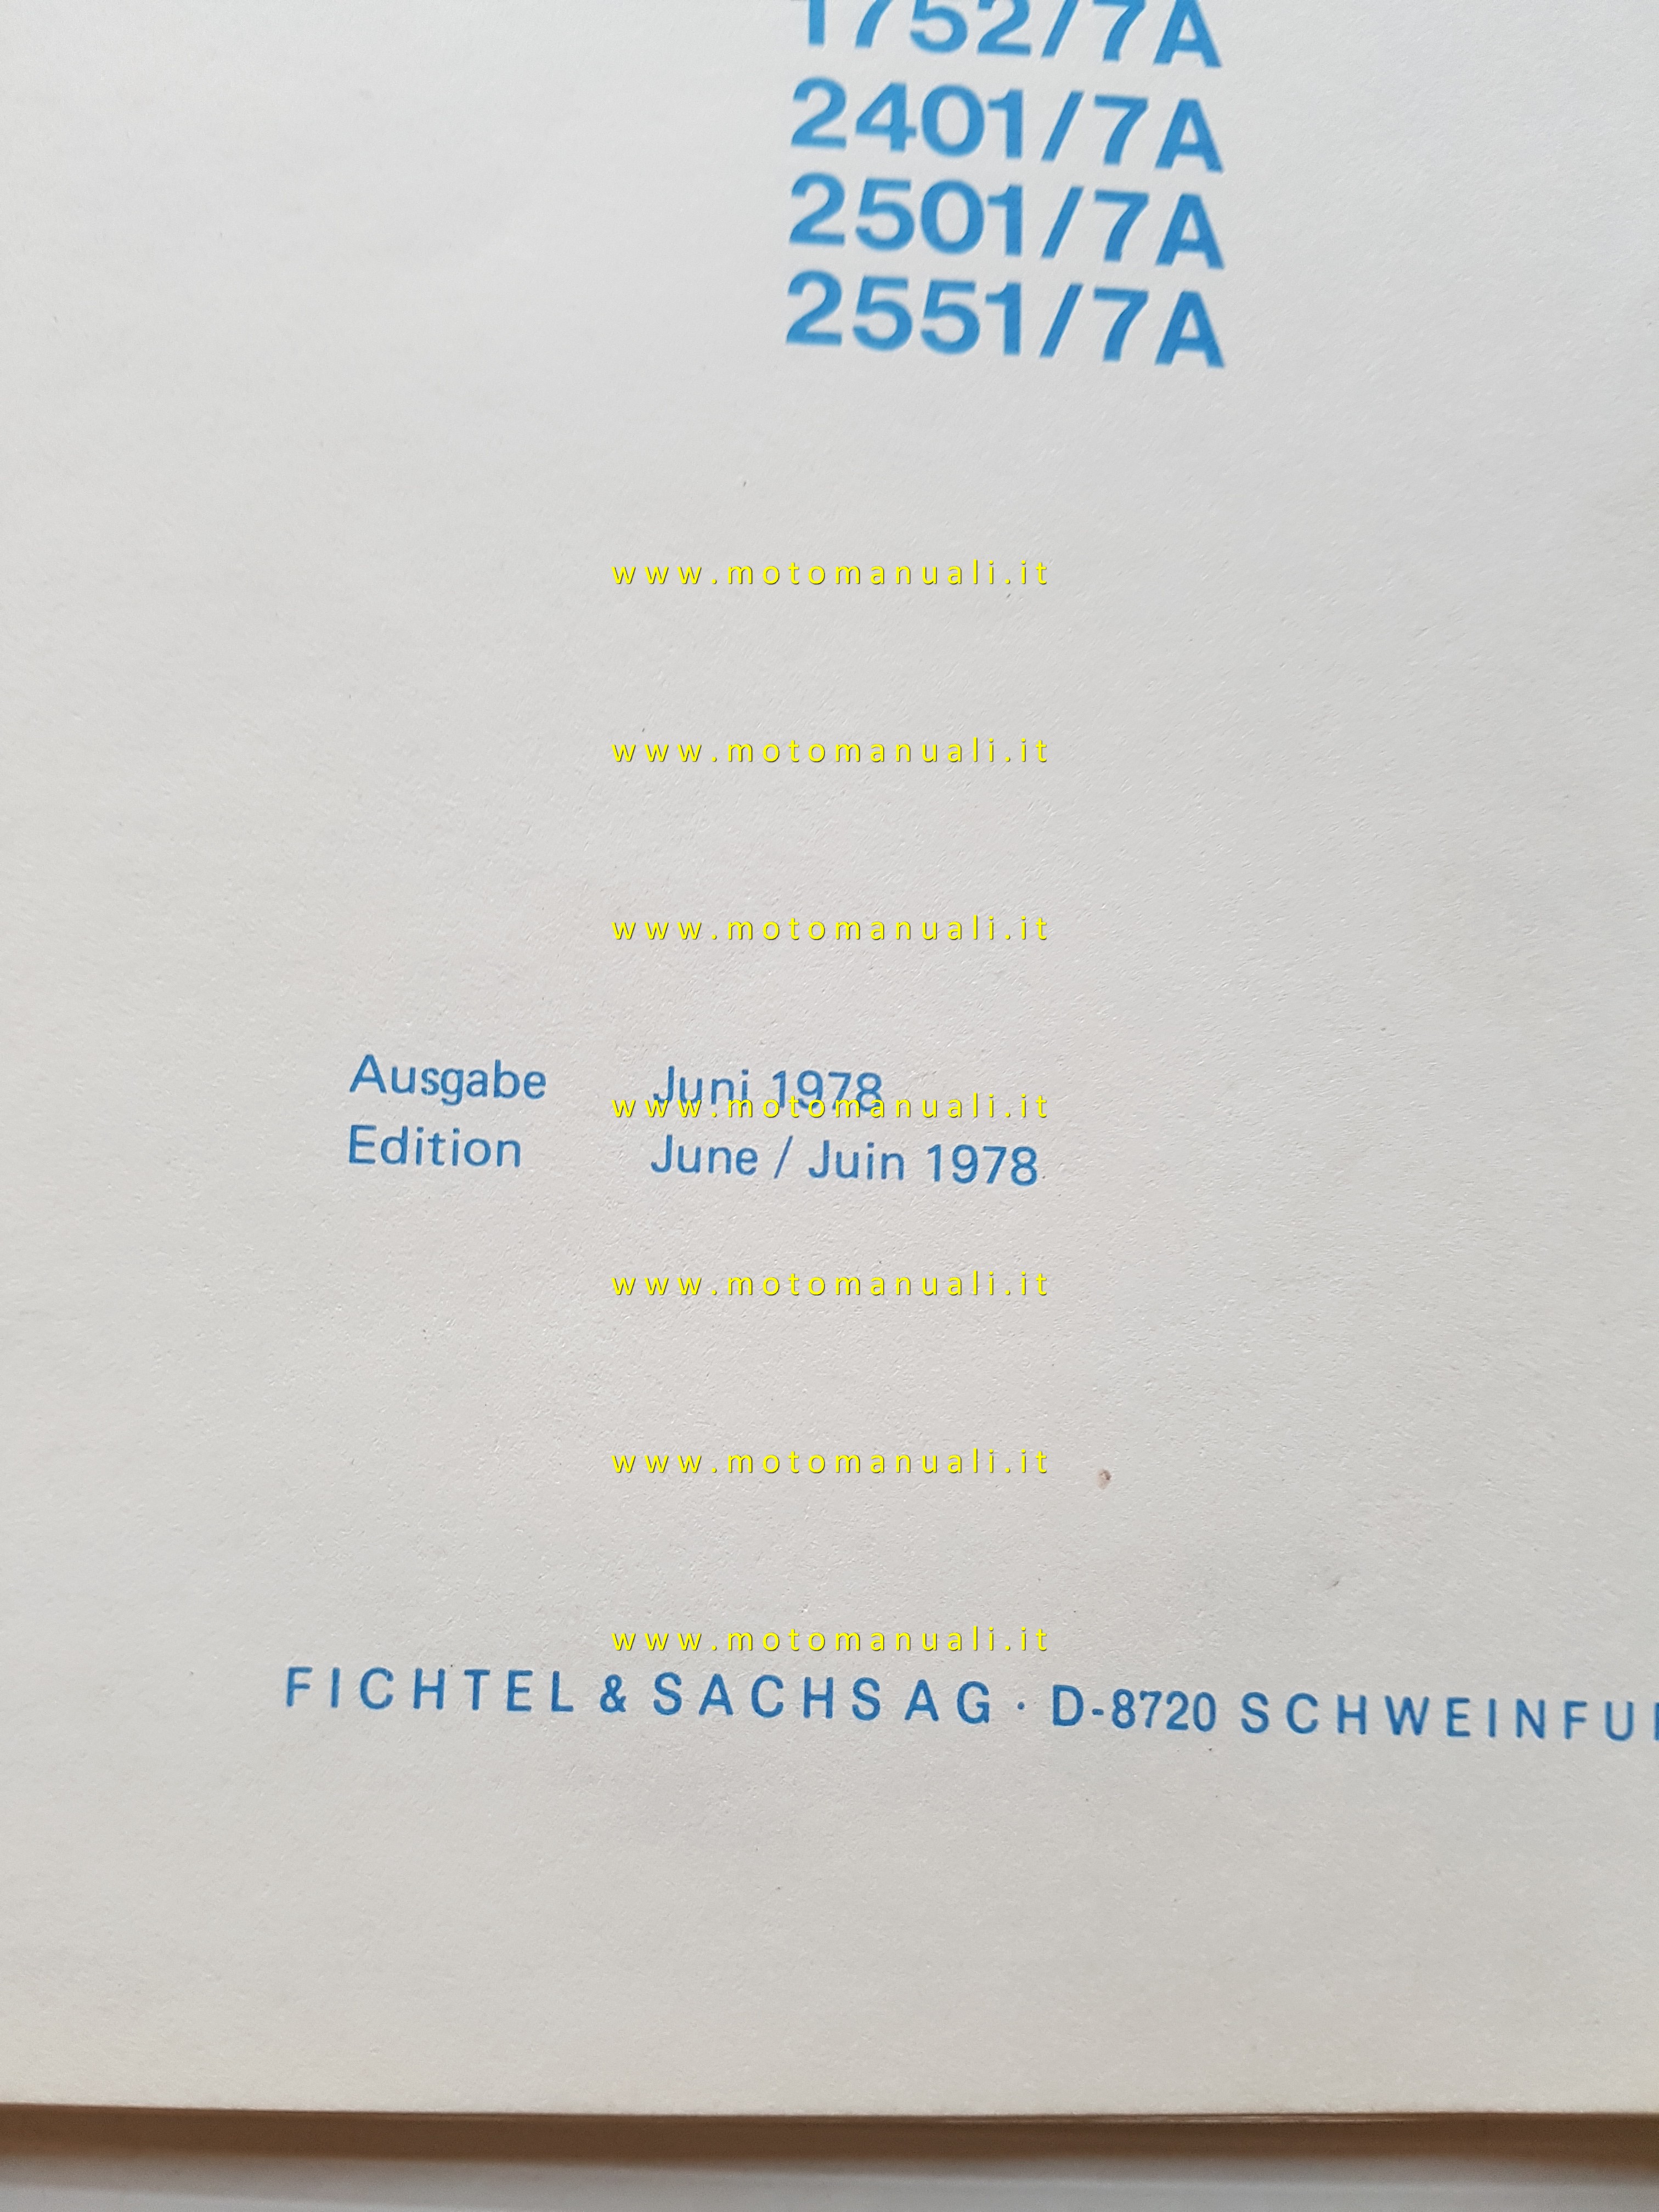 1752/7A
2401/7A
2501/7A
2551/7A
www.motomanuali.it
www.motomanuali.it
www.motomanuali.it
Ausgabe Juni 1978
www.motomanuali.it
Edition June / Juin 1978
www.motomanuali.it
www.motomanuali.it
www.motomanuali.it
FICHTEL & SACHS AG · D-8720